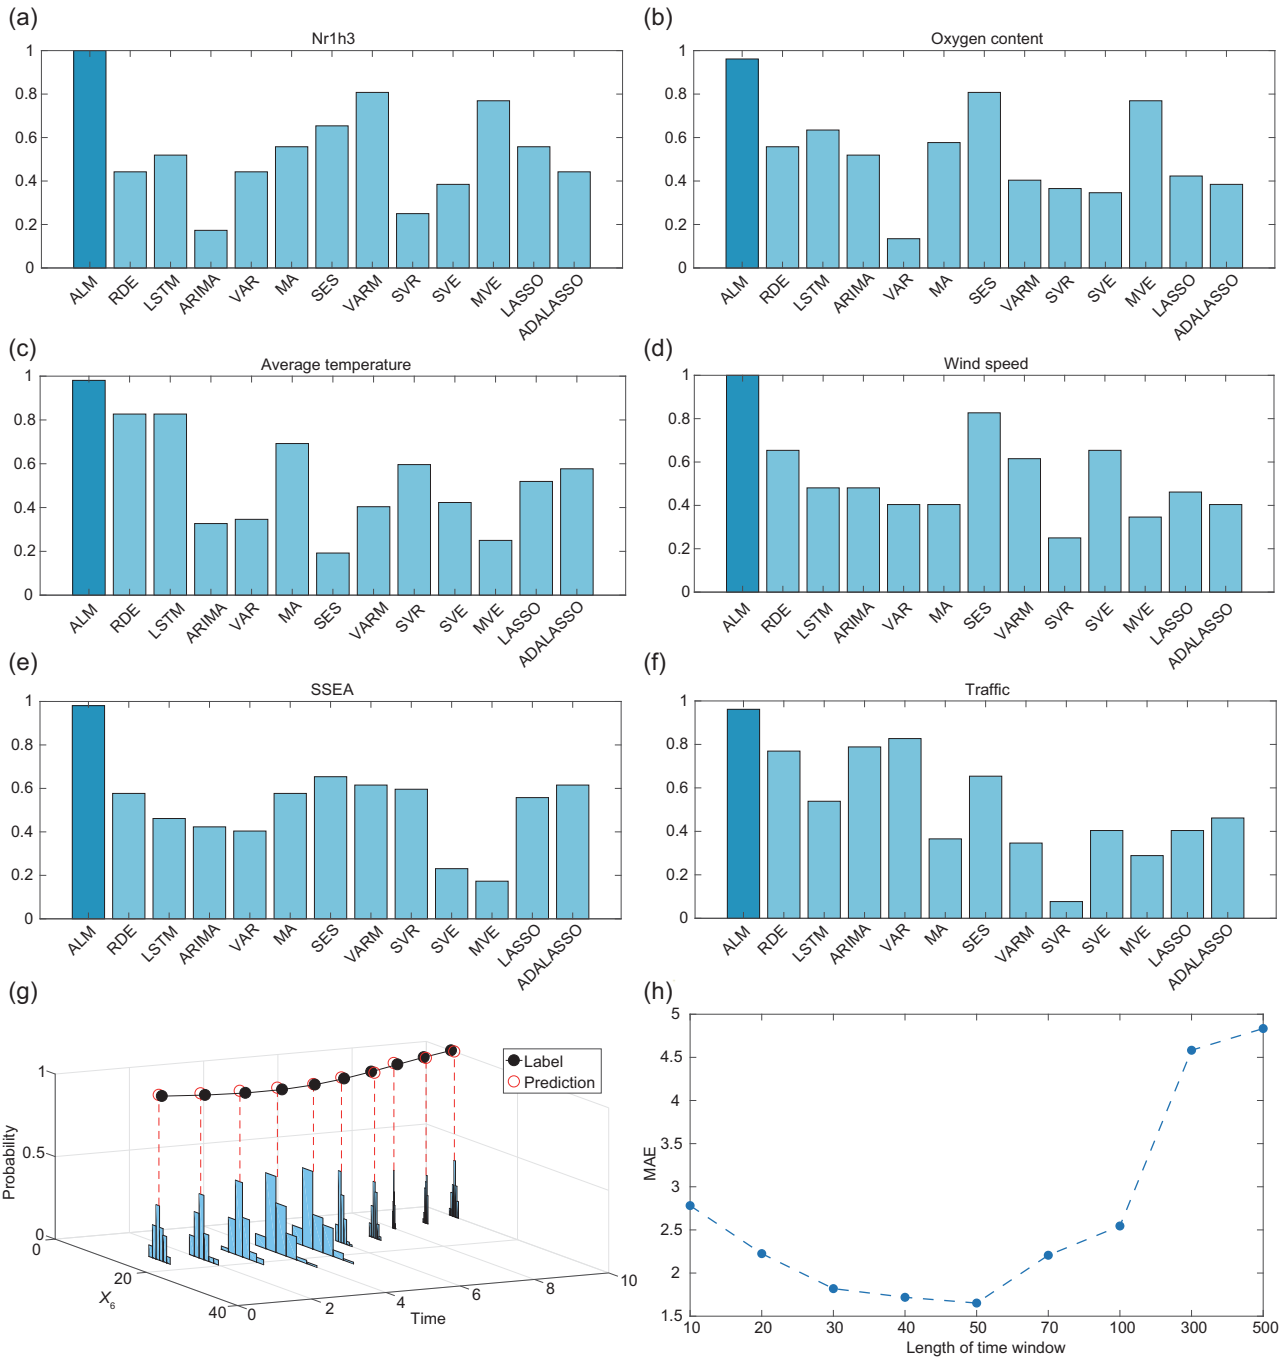 (a)
Nr1h3
1
0.8
0.6
0.4
0.2
0
ALM RDE LSTM ARIMA VAR MA SES VARM SVR SVE MVE LASSO ADALASSO
(b)
Oxygen content
1
0.8
0.6
0.4
0.2
0
ALM RDE LSTM ARIMA VAR MA SES VARM SVR SVE MVE LASSO ADALASSO
(c)
Average temperature
1
0.8
0.6
0.4
0.2
0
ALM RDE LSTM ARIMA VAR MA SES VARM SVR SVE MVE LASSO ADALASSO
(d)
Wind speed
1
0.8
0.6
0.4
0.2
0
ALM RDE LSTM ARIMA VAR MA SES VARM SVR SVE MVE LASSO ADALASSO
(e)
SSEA
1
0.8
0.6
0.4
0.2
0
ALM RDE LSTM ARIMA VAR MA SES VARM SVR SVE MVE LASSO ADALASSO
(f)
Traffic
1
0.8
0.6
0.4
0.2
0
ALM RDE LSTM ARIMA VAR MA SES VARM SVR SVE MVE LASSO ADALASSO
(g)
Label
Prediction
Probability
1
0.5
0
0
20
40
X₆
0 2 4 6 8 10
Time
(h)
MAE
5
4.5
4
3.5
3
2.5
2
1.5
10 20 30 40 50 70 100 300 500
Length of time window